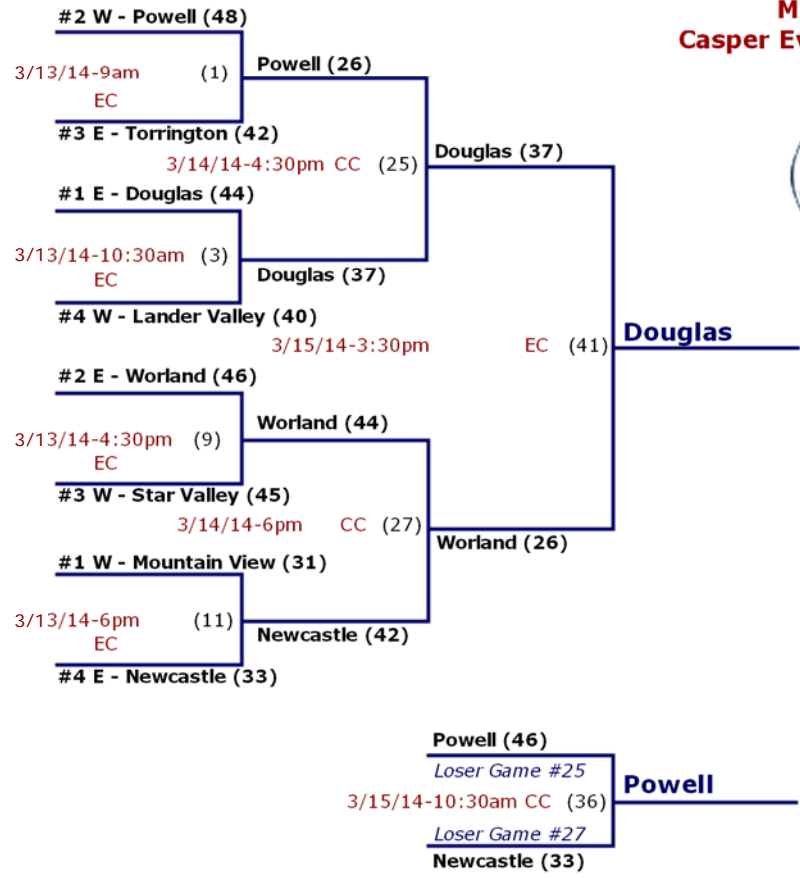 #2 W - Powell (48)
M
Casper Ev
3/13/14-9am (1)
Powell (26)
EC
#3 E - Torrington (42)
3/14/14-4:30pm CC (25)
Douglas (37)
#1 E - Douglas (44)
3/13/14-10:30am (3)
EC
Douglas (37)
#4 W - Lander Valley (40)
3/15/14-3:30pm EC (41)
Douglas
#2 E - Worland (46)
Worland (44)
3/13/14-4:30pm (9)
EC
#3 W - Star Valley (45)
3/14/14-6pm CC (27)
Worland (26)
#1 W - Mountain View (31)
3/13/14-6pm (11)
EC
Newcastle (42)
#4 E - Newcastle (33)
Powell (46)
Loser Game #25
Powell
3/15/14-10:30am CC (36)
Loser Game #27
Newcastle (33)